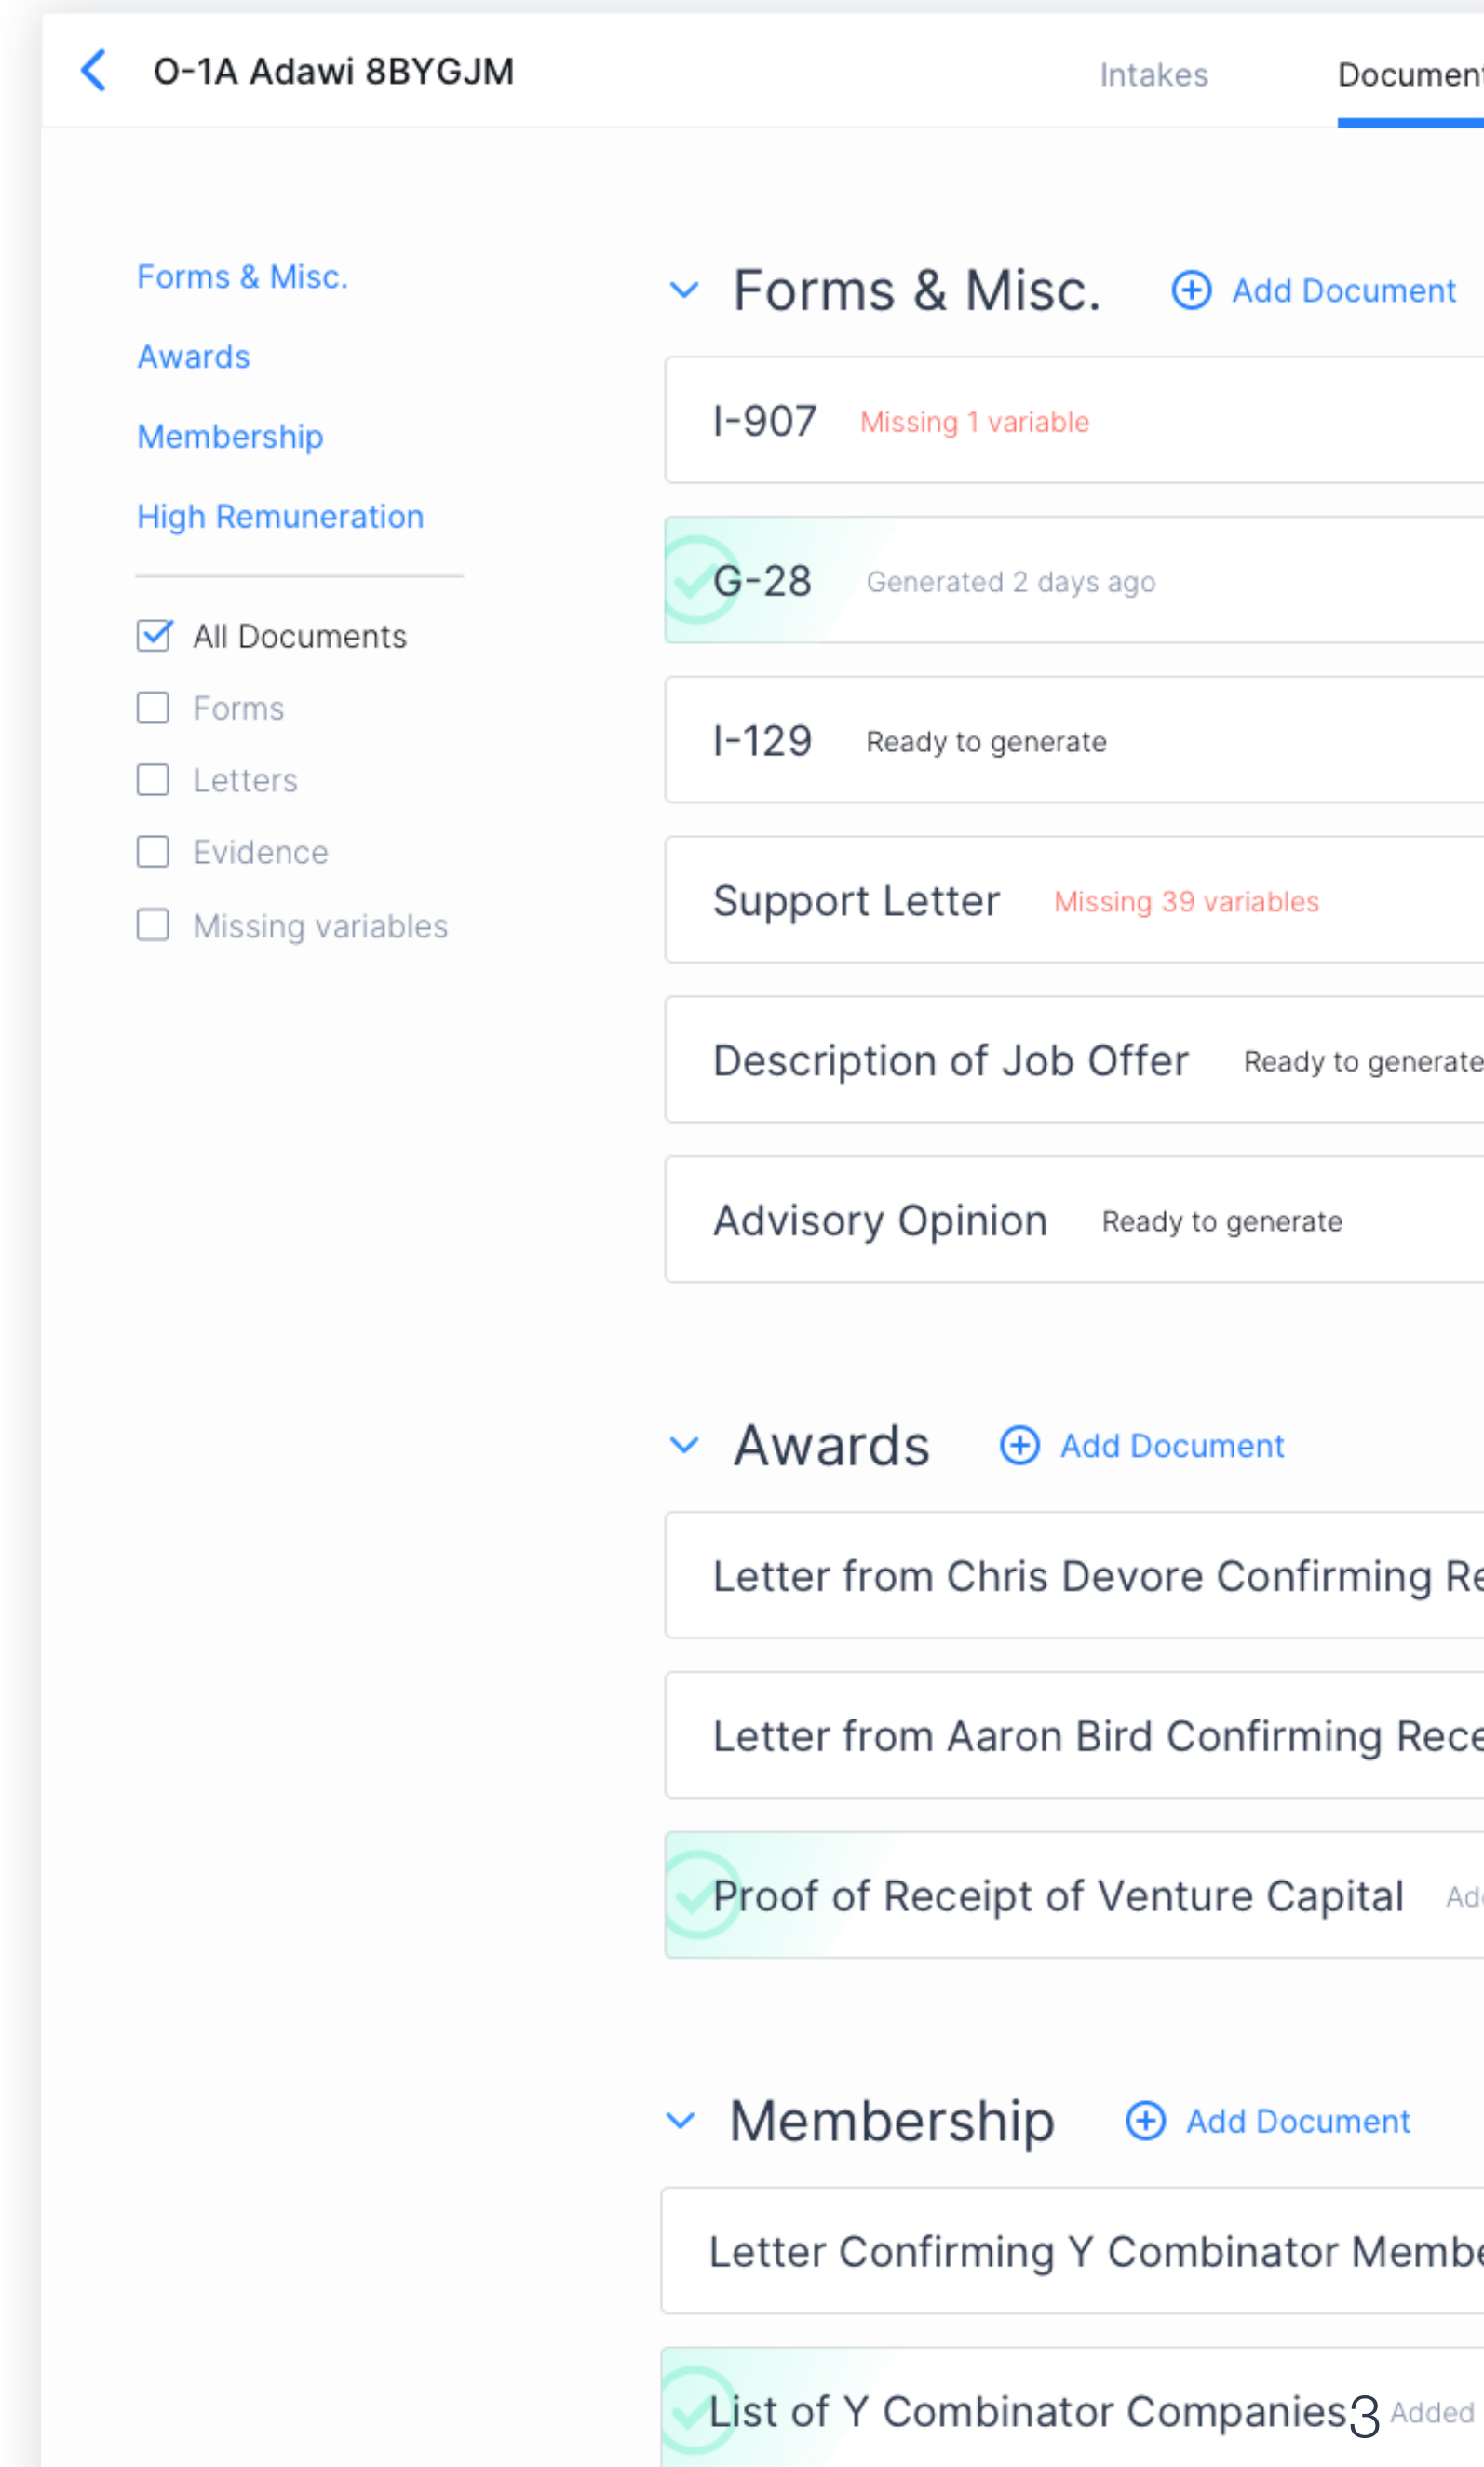 O-1A Adawi 8BYGJM
Intakes
Document
Forms & Misc.
Awards
Membership
High Remuneration
All Documents
Forms
Letters
Evidence
Missing variables
Forms & Misc.
Add Document
I-907 Missing 1 variable
G-28 Generated 2 days ago
I-129 Ready to generate
Support Letter Missing 39 variables
Description of Job Offer Ready to generate
Advisory Opinion Ready to generate
Awards
Add Document
Letter from Chris Devore Confirming Re
Letter from Aaron Bird Confirming Rece
Proof of Receipt of Venture Capital Ad
Membership
Add Document
Letter Confirming Y Combinator Membe
List of Y Combinator Companies Added
3